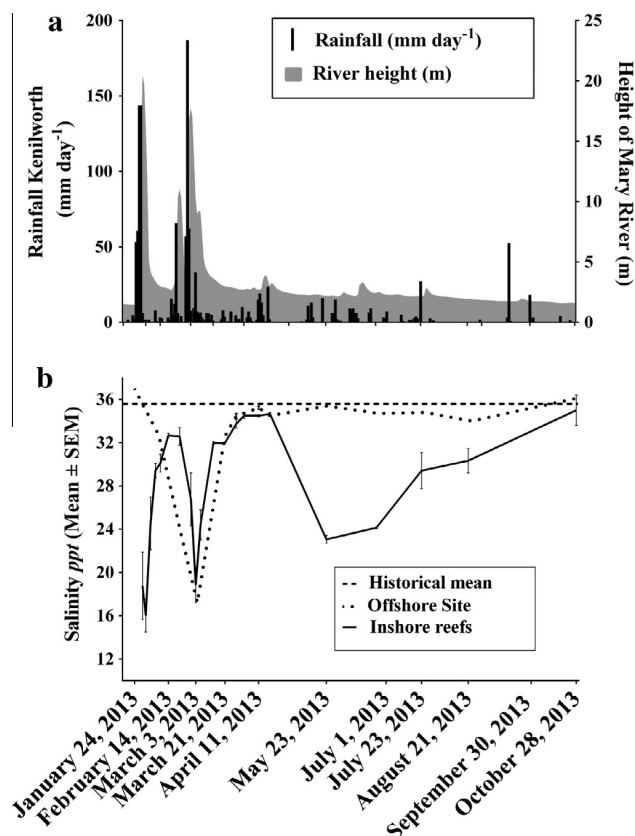 a
Rainfall (mm day⁻¹)
River height (m)
Rainfall Kenilworth
(mm day⁻¹)
200
150
100
50
0
25
20
15
10
5
0
Height of Mary River (m)
b
Salinity ppt (Mean ± SEM)
36
32
28
24
20
16
12
Historical mean
Offshore Site
Inshore reefs
January 24, 2013
February 14, 2013
March 3, 2013
March 21, 2013
April 11, 2013
May 23, 2013
July 1, 2013
July 23, 2013
August 21, 2013
September 30, 2013
October 28, 2013